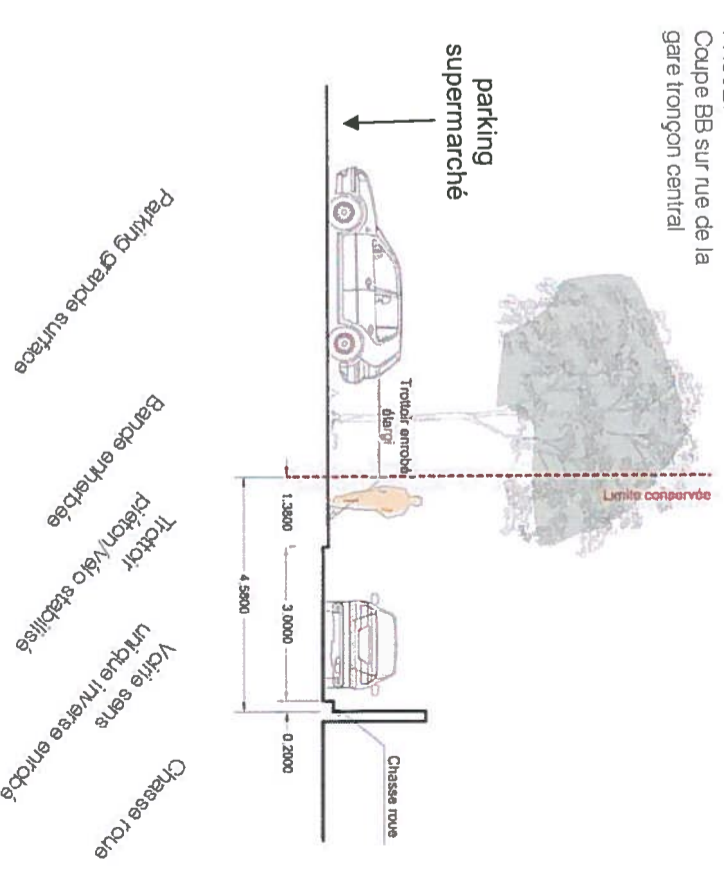 Coupe BB sur rue de la
gare tronçon central
parking
supermarché
Trottoir enrobé
élargi
Limite conservée
1.3800
3.0000
0.2000
4.5800
Chasse roue
Parking grande surface
Bande enherbée
Trottoir
piéton/vélo stabilisé
Voirie sens
unique inverse enrobé
Chasse roue